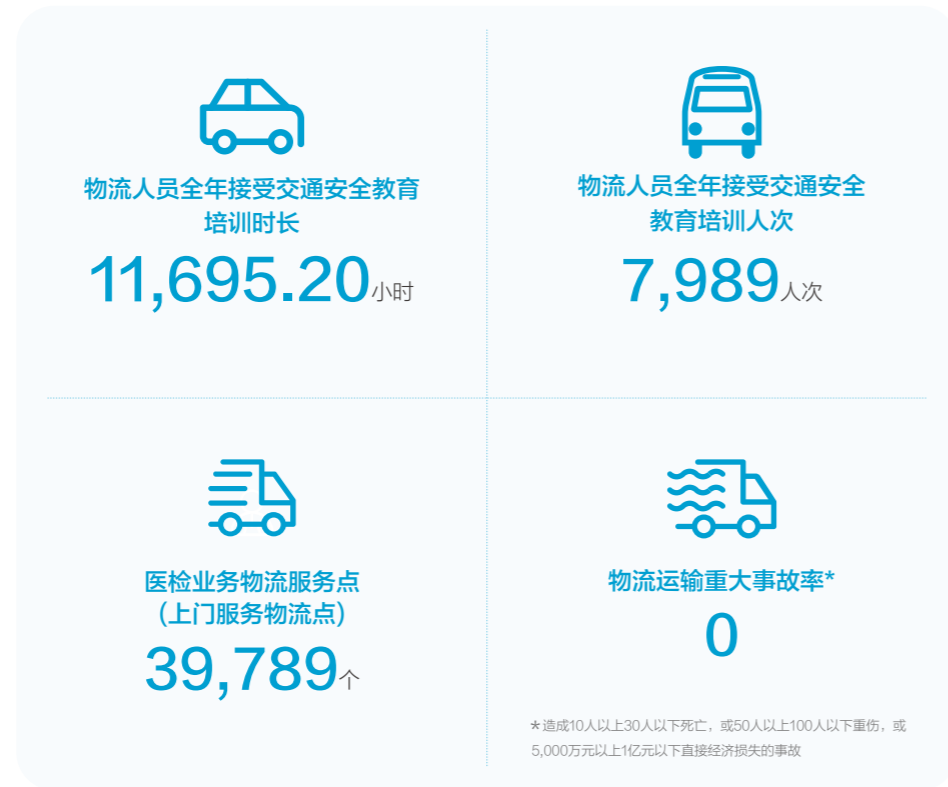 物流人员全年接受交通安全教育
培训时长
11,695.20小时
物流人员全年接受交通安全
教育培训人次
7,989人次
医检业务物流服务点
（上门服务物流点）
39,789个
物流运输重大事故率*
0
*造成10人以上30人以下死亡，或50人以上100人以下重伤，或
5,000万元以上1亿元以下直接经济损失的事故